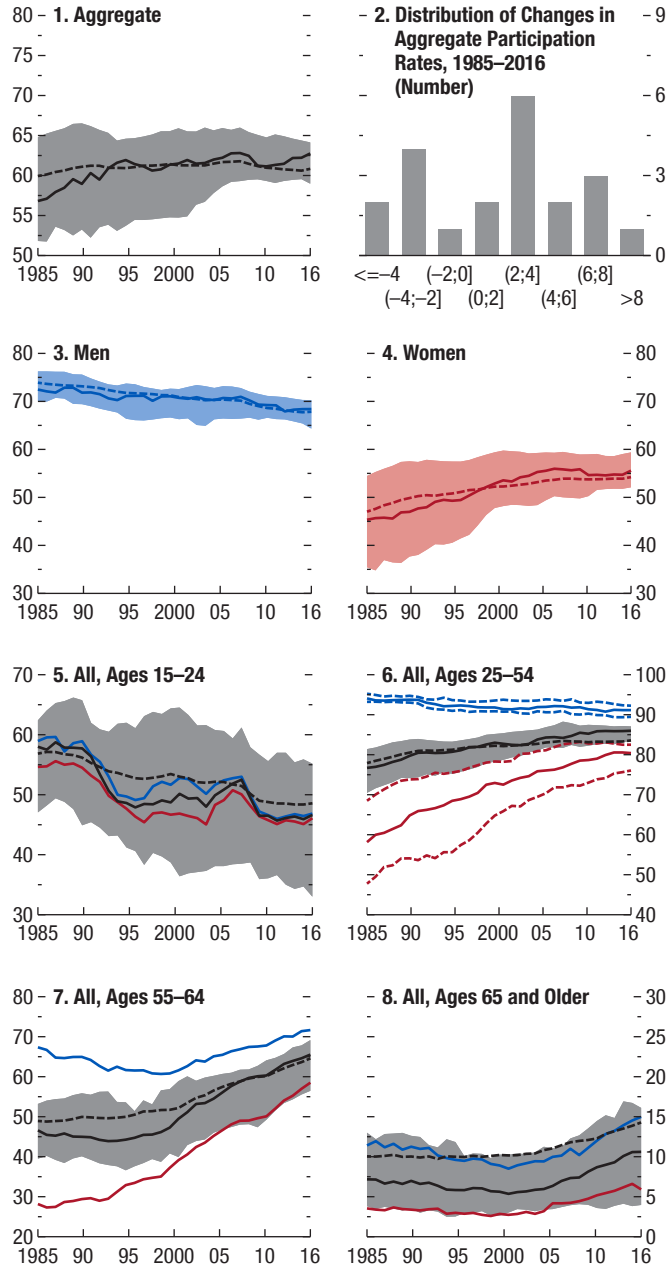 1. Aggregate
80
75
70
65
60
55
50
1985 90 95 2000 05 10 16
2. Distribution of Changes in
Aggregate Participation
Rates, 1985–2016
(Number)
9
6
3
0
<=–4 (–2;0] (2;4] (6;8]
(–4;–2] (0;2] (4;6] >8
3. Men
80
70
60
50
40
30
1985 90 95 2000 05 10 16
4. Women
80
70
60
50
40
30
1985 90 95 2000 05 10 16
5. All, Ages 15–24
70
60
50
40
30
1985 90 95 2000 05 10 16
6. All, Ages 25–54
100
90
80
70
60
50
40
1985 90 95 2000 05 10 16
7. All, Ages 55–64
80
70
60
50
40
30
20
1985 90 95 2000 05 10 16
8. All, Ages 65 and Older
30
25
20
15
10
5
0
1985 90 95 2000 05 10 16